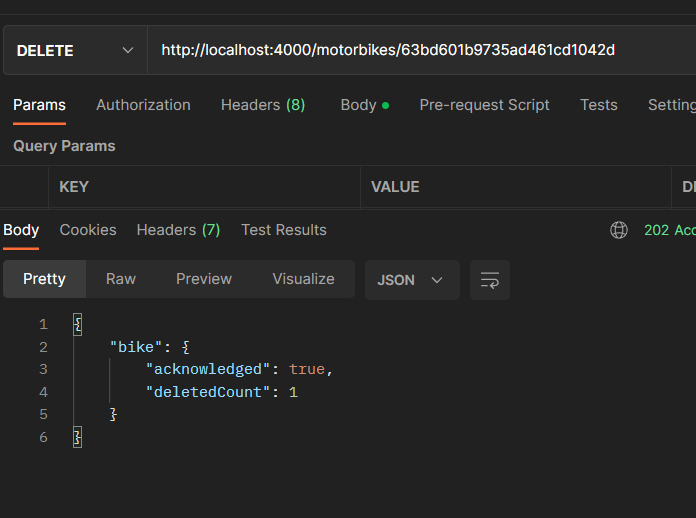 DELETE http://localhost:4000/motorbikes/63bd601b9735ad461cd1042d
Params Authorization Headers (8) Body Pre-request Script Tests Setting
Query Params
KEY VALUE DE
Body Cookies Headers (7) Test Results 202 Acc
Pretty Raw Preview Visualize JSON
1 {
2 "bike": {
3 "acknowledged": true,
4 "deletedCount": 1
5 }
6 }